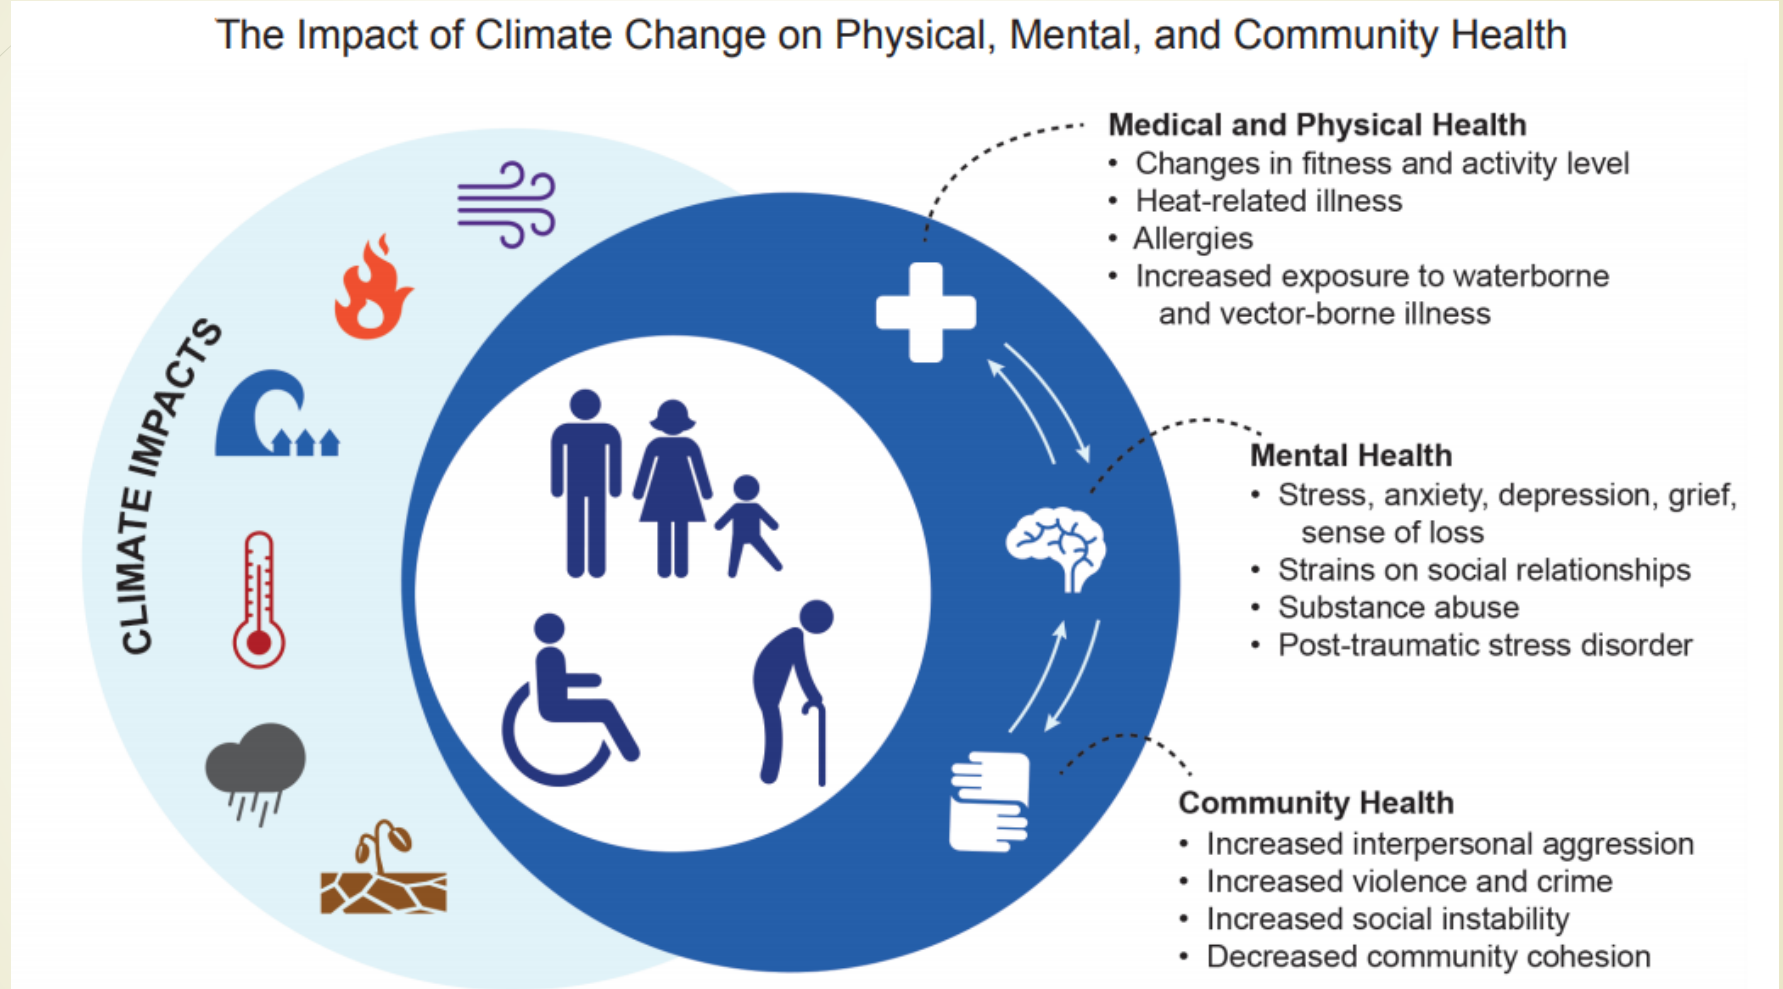 The Impact of Climate Change on Physical, Mental, and Community Health
CLIMATE IMPACTS
Medical and Physical Health
• Changes in fitness and activity level
• Heat-related illness
• Allergies
• Increased exposure to waterborne
and vector-borne illness
Mental Health
• Stress, anxiety, depression, grief,
sense of loss
• Strains on social relationships
• Substance abuse
• Post-traumatic stress disorder
Community Health
• Increased interpersonal aggression
• Increased violence and crime
• Increased social instability
• Decreased community cohesion